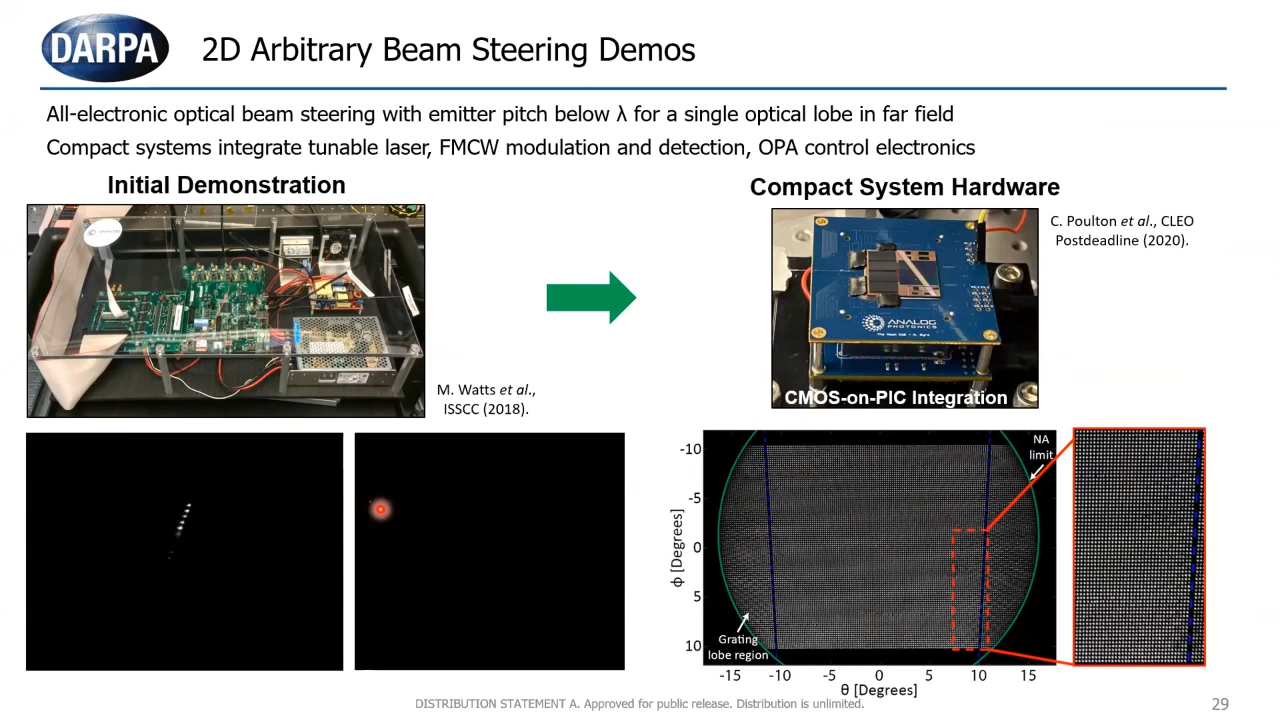 DARPA
2D Arbitrary Beam Steering Demos
All-electronic optical beam steering with emitter pitch below λ for a single optical lobe in far field
Compact systems integrate tunable laser, FMCW modulation and detection, OPA control electronics
Initial Demonstration
Compact System Hardware
C. Poulton et al., CLEO
Postdeadline (2020).
ANALOG
PHOTONICS
CMOS-on-PIC Integration
M. Watts et al.,
ISSCC (2018).
NA
limit
-10
-5
0
5
10
ϕ [Degrees]
Grating
lobe region
-15 -10 -5 0 5 10 15
θ [Degrees]
DISTRIBUTION STATEMENT A. Approved for public release. Distribution is unlimited.
29